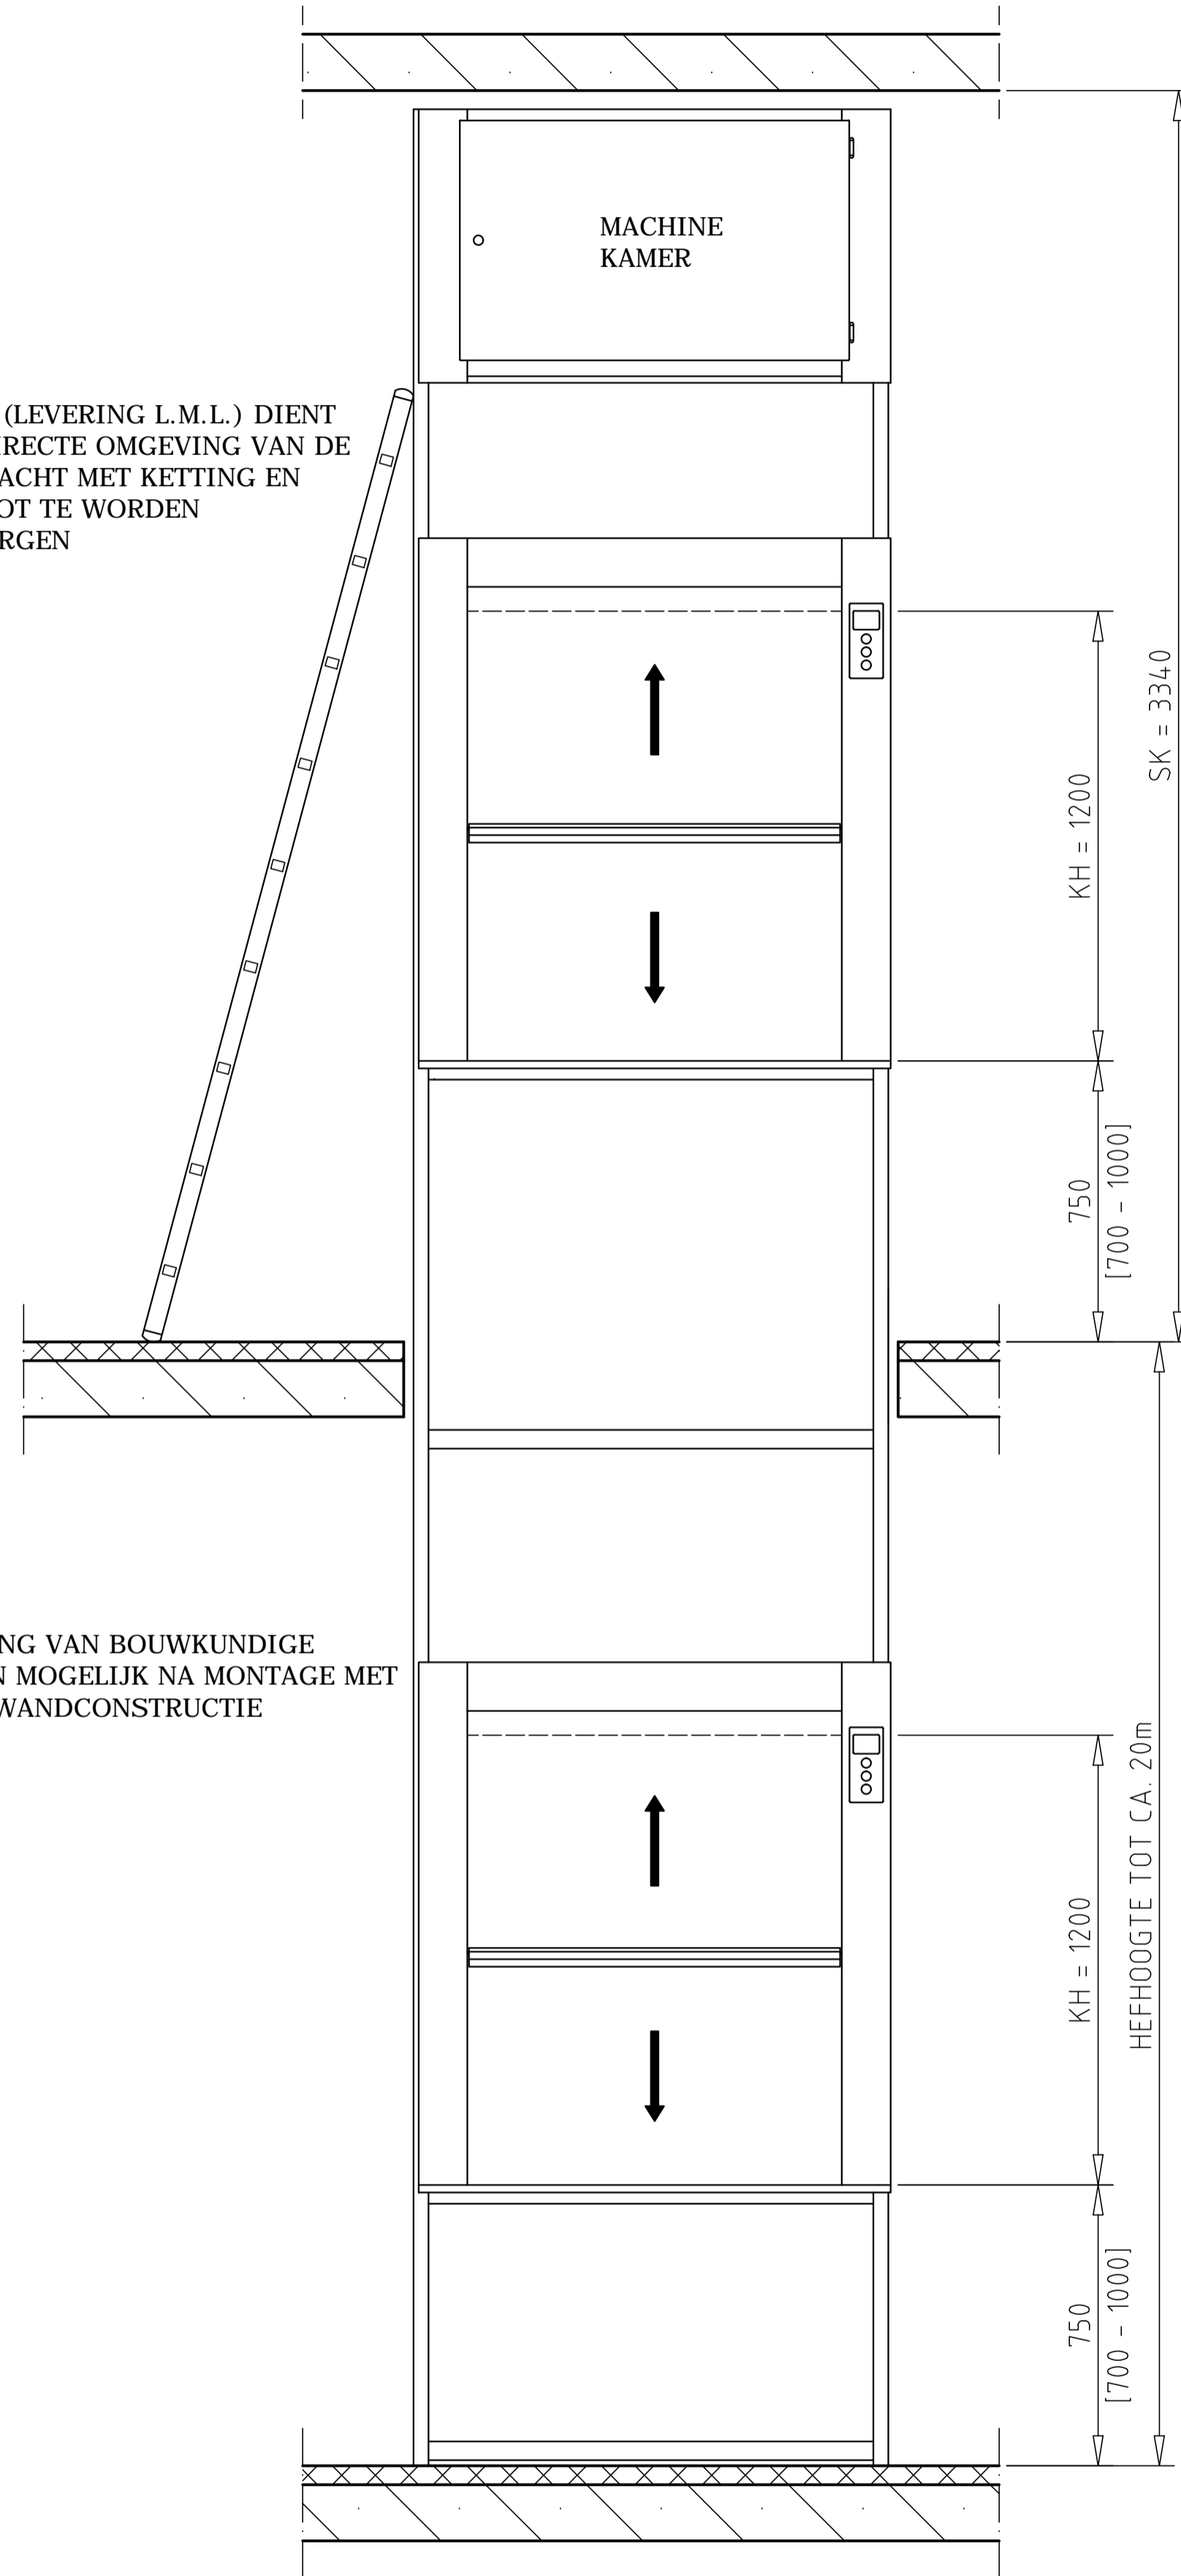 MACHINE
KAMER
(LEVERING L.M.L.) DIENT
IRECTE OMGEVING VAN DE
ACHT MET KETTING EN
OT TE WORDEN
RGEN
SK = 3340
KH = 1200
750
[700 - 1000]
NG VAN BOUWKUNDIGE
N MOGELIJK NA MONTAGE MET
WANDCONSTRUCTIE
HEFHOOGTE TOT CA. 20m
KH = 1200
750
[700 - 1000]